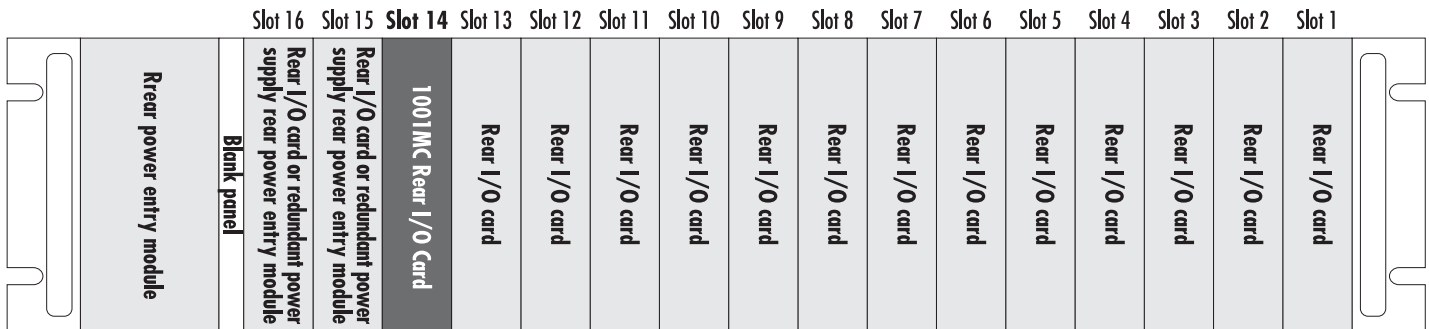 Slot 16 Slot 15 Slot 14 Slot 13 Slot 12 Slot 11 Slot 10 Slot 9 Slot 8 Slot 7 Slot 6 Slot 5 Slot 4 Slot 3 Slot 2 Slot 1
Rrear power entry module
Blank panel
Rear I/O card or redundant power
supply rear power entry module
Rear I/O card or redundant power
supply rear power entry module
1001MC Rear I/O Card
Rear I/O card
Rear I/O card
Rear I/O card
Rear I/O card
Rear I/O card
Rear I/O card
Rear I/O card
Rear I/O card
Rear I/O card
Rear I/O card
Rear I/O card
Rear I/O card
Rear I/O card